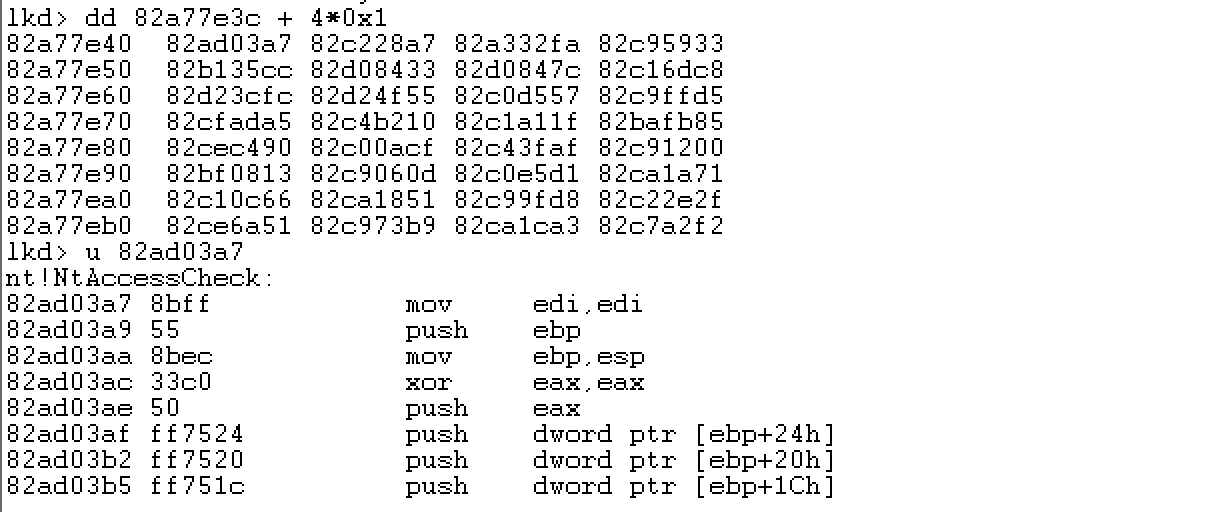 lkd> dd 82a77e3c + 4*0x1
82a77e40  82ad03a7 82c228a7 82a332fa 82c95933
82a77e50  82b135cc 82d08433 82d0847c 82c16dc8
82a77e60  82d23cfc 82d24f55 82c0d557 82c9ffd5
82a77e70  82cfada5 82c4b210 82c1a11f 82bafb85
82a77e80  82cec490 82c00acf 82c43faf 82c91200
82a77e90  82bf0813 82c9060d 82c0e5d1 82ca1a71
82a77ea0  82c10c66 82ca1851 82c99fd8 82c22e2f
82a77eb0  82ce6a51 82c973b9 82ca1ca3 82c7a2f2
lkd> u 82ad03a7
nt!NtAccessCheck:
82ad03a7 8bff            mov     edi,edi
82ad03a9 55              push    ebp
82ad03aa 8bec            mov     ebp,esp
82ad03ac 33c0            xor     eax,eax
82ad03ae 50              push    eax
82ad03af ff7524          push    dword ptr [ebp+24h]
82ad03b2 ff7520          push    dword ptr [ebp+20h]
82ad03b5 ff751c          push    dword ptr [ebp+1Ch]